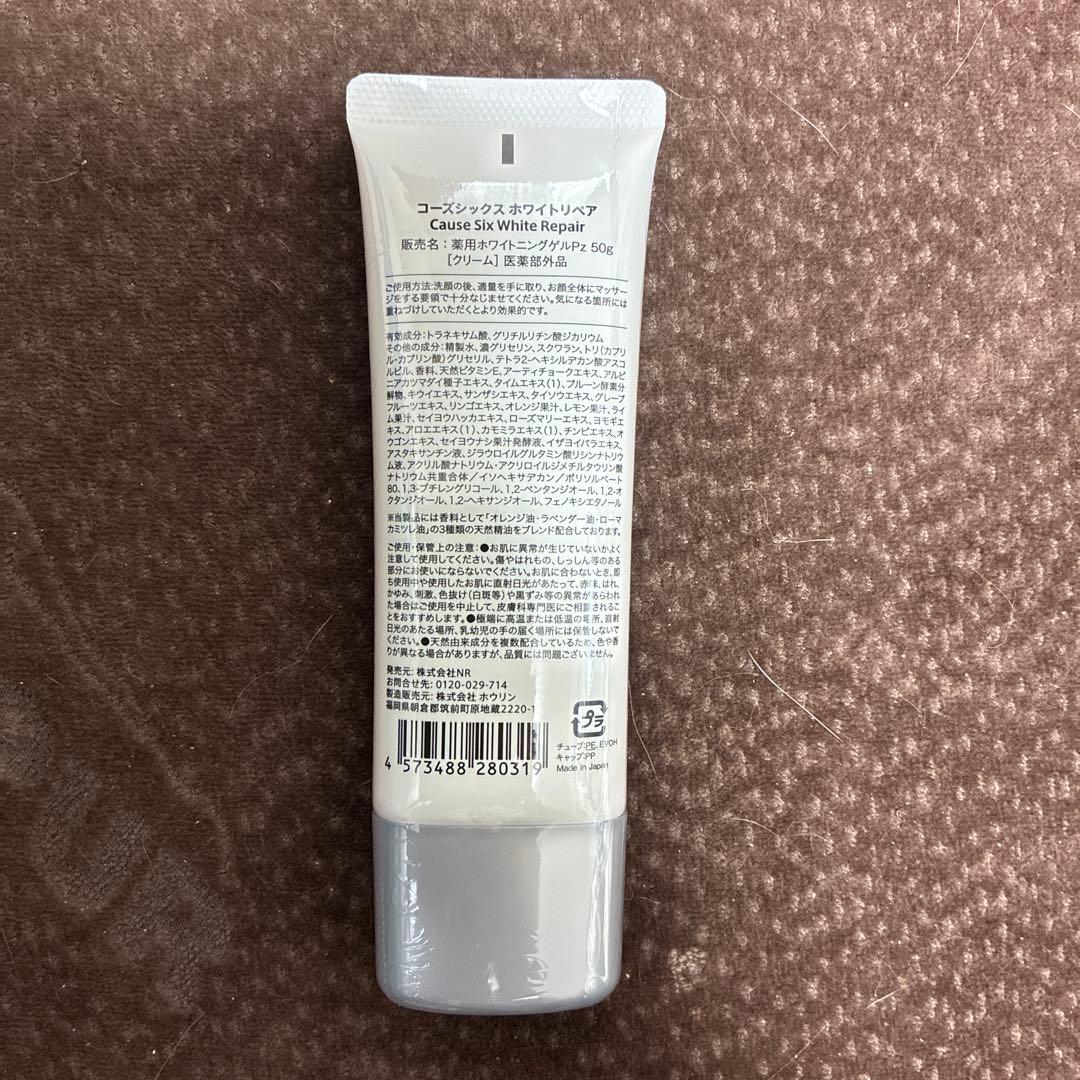 コーズシックス ホワイトリペア
Cause Six White Repair
販売名：薬用ホワイトニングゲルPz 50g
[クリーム] 医薬部外品
ご使用方法:洗顔の後、適量を手に取り、お顔全体にマッサー
ジをする要領で十分なじませてください。気になる箇所には
重ねづけしていただくとより効果的です。
有効成分：トラネキサム酸、グリチルリチン酸ジカリウム
その他の成分：精製水、濃グリセリン、スクワラン、トリ(カプリ
ル・カプリン酸)グリセリル、テトラ2-ヘキシルデカン酸アスコ
ルビル、香料、天然ビタミンE、アーティチョークエキス、アルピ
ニアカツマダイ種子エキス、タイムエキス(1)、プルーン酵素分
解物、キウイエキス、サンザシエキス、タイソウエキス、グレープ
フルーツエキス、リンゴエキス、オレンジ果汁、レモン果汁、ライ
ム果汁、セイヨウハッカエキス、ローズマリーエキス、ヨモギエ
キス、アロエエキス(1)、カモミラエキス(1)、チンピエキス、オ
ウゴンエキス、セイヨウナシ果汁発酵液、イザヨイバラエキス、
アスタキサンチン液、ジラウロイルグルタミン酸リシンナトリウ
ム液、アクリル酸ナトリウム・アクリロイルジメチルタウリン酸
ナトリウム共重合体／イソヘキサデカン／ポリソルベート
80、1,3-ブチレングリコール、1,2-ペンタンジオール、1,2-オ
クタンジオール、1,2-ヘキサンジオール、フェノキシエタノール
※当製品には香料として「オレンジ油・ラベンダー油・ローマ
カミツレ油」の3種類の天然精油をブレンド配合しております。
ご使用・保管上の注意：●お肌に異常が生じていないかよく
注意して使用してください。傷やはれもの、しっしん等のある
部分にお使いにならないでください。お肌に合わないとき、即
ち使用中や使用したお肌に直射日光があたって、赤味、はれ、
かゆみ、刺激、色抜け(白斑等)や黒ずみ等の異常があらわれ
た場合はご使用を中止して、皮膚科専門医にご相談されるこ
とをおすすめします。●極端に高温または低温の場所、直射
日光のあたる場所、乳幼児の手の届く場所には保管しないで
ください。●天然由来成分を複数配合しているため、色や香
りが異なる場合がありますが、品質には問題ございません。
発売元：株式会社NR
お問合せ先：0120-029-714
製造販売元：株式会社 ホウリン
福岡県朝倉郡筑前町原地蔵2220-1
プラ
チューブ:PE、EVOH
キャップ:PP
Made in Japan
4 573488 280319